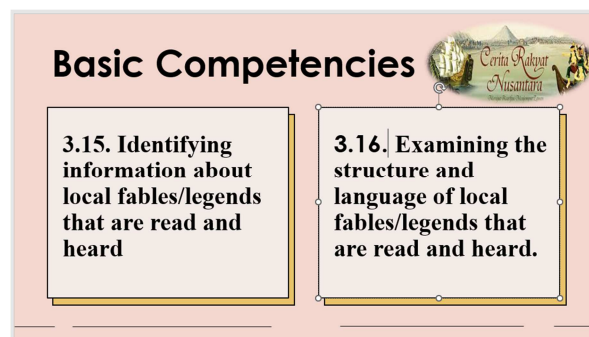 Basic Competencies
Cerita Rakyat
Nusantara
3.15. Identifying
information about
local fables/legends
that are read and
heard
3.16. Examining the
structure and
language of local
fables/legends that
are read and heard.